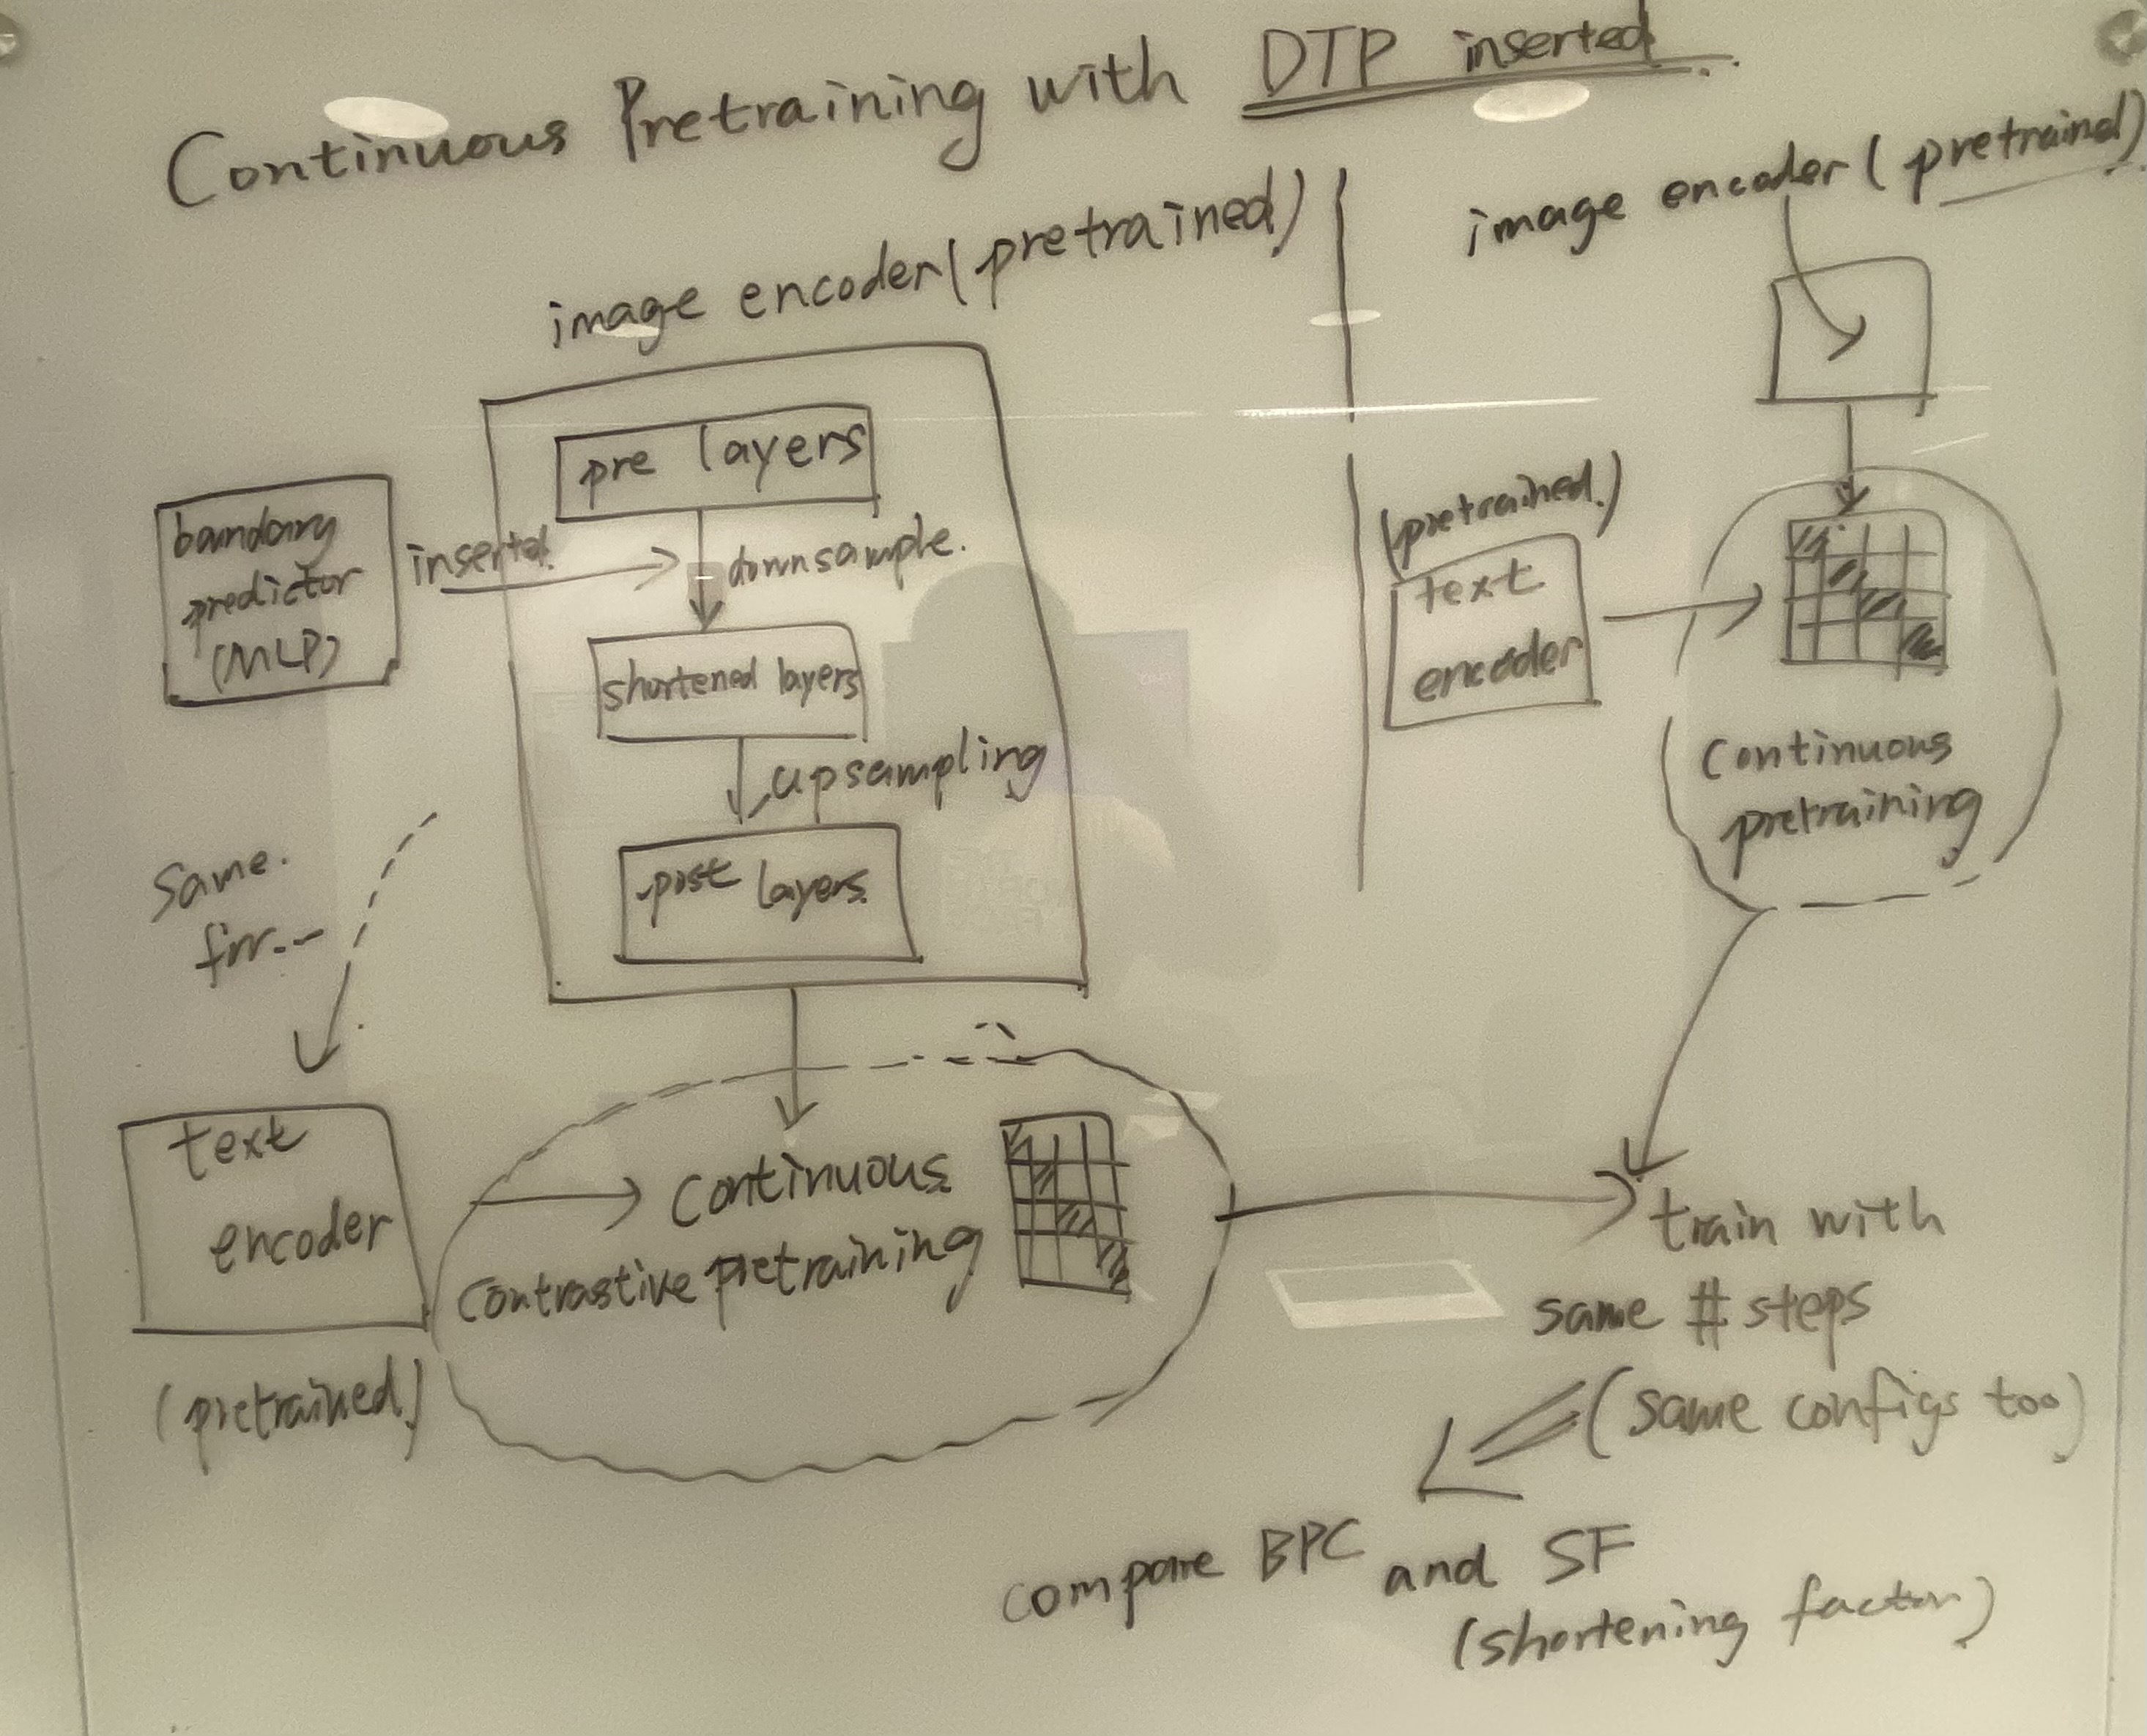 Continuous Pretraining with DTP inserted
image encoder (pretrained)
pre layers
boundary
predictor
(MLP)
inserted
downsample.
shortened layers
upsampling
post layers
same.
for--
text
encoder
(pretrained)
Continuous
contrastive pretraining
image encoder (pretrained)
(pretrained)
text
encoder
continuous
pretraining
train with
same # steps
(same configs too)
compare BPC and SF
(shortening factor)